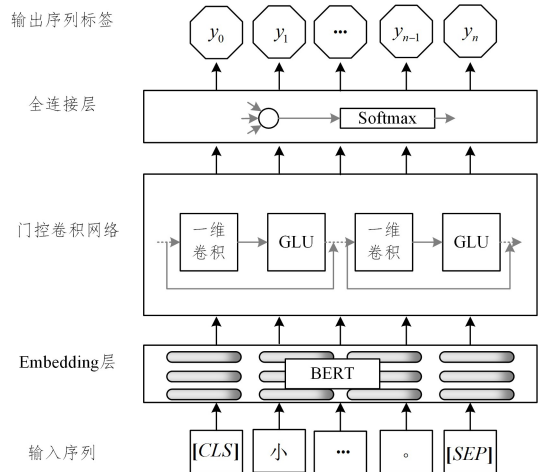 输出序列标签
y0 y1 ··· yn−1 yn
全连接层
Softmax
门控卷积网络
一维
卷积
GLU
一维
卷积
GLU
Embedding层
BERT
输入序列
[CLS] 小 ··· 。 [SEP]